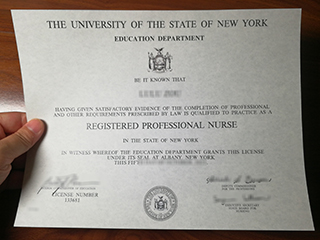 THE UNIVERSITY OF THE STATE OF NEW YORK
EDUCATION DEPARTMENT
BE IT KNOWN THAT
HAVING GIVEN SATISFACTORY EVIDENCE OF THE COMPLETION OF PROFESSIONAL
AND OTHER REQUIREMENTS PRESCRIBED BY LAW IS QUALIFIED TO PRACTICE AS A
REGISTERED PROFESSIONAL NURSE
IN THE STATE OF NEW YORK
IN WITNESS WHEREOF THE EDUCATION DEPARTMENT GRANTS THIS LICENSE
UNDER ITS SEAL AT ALBANY, NEW YORK
THIS
LICENSE NUMBER